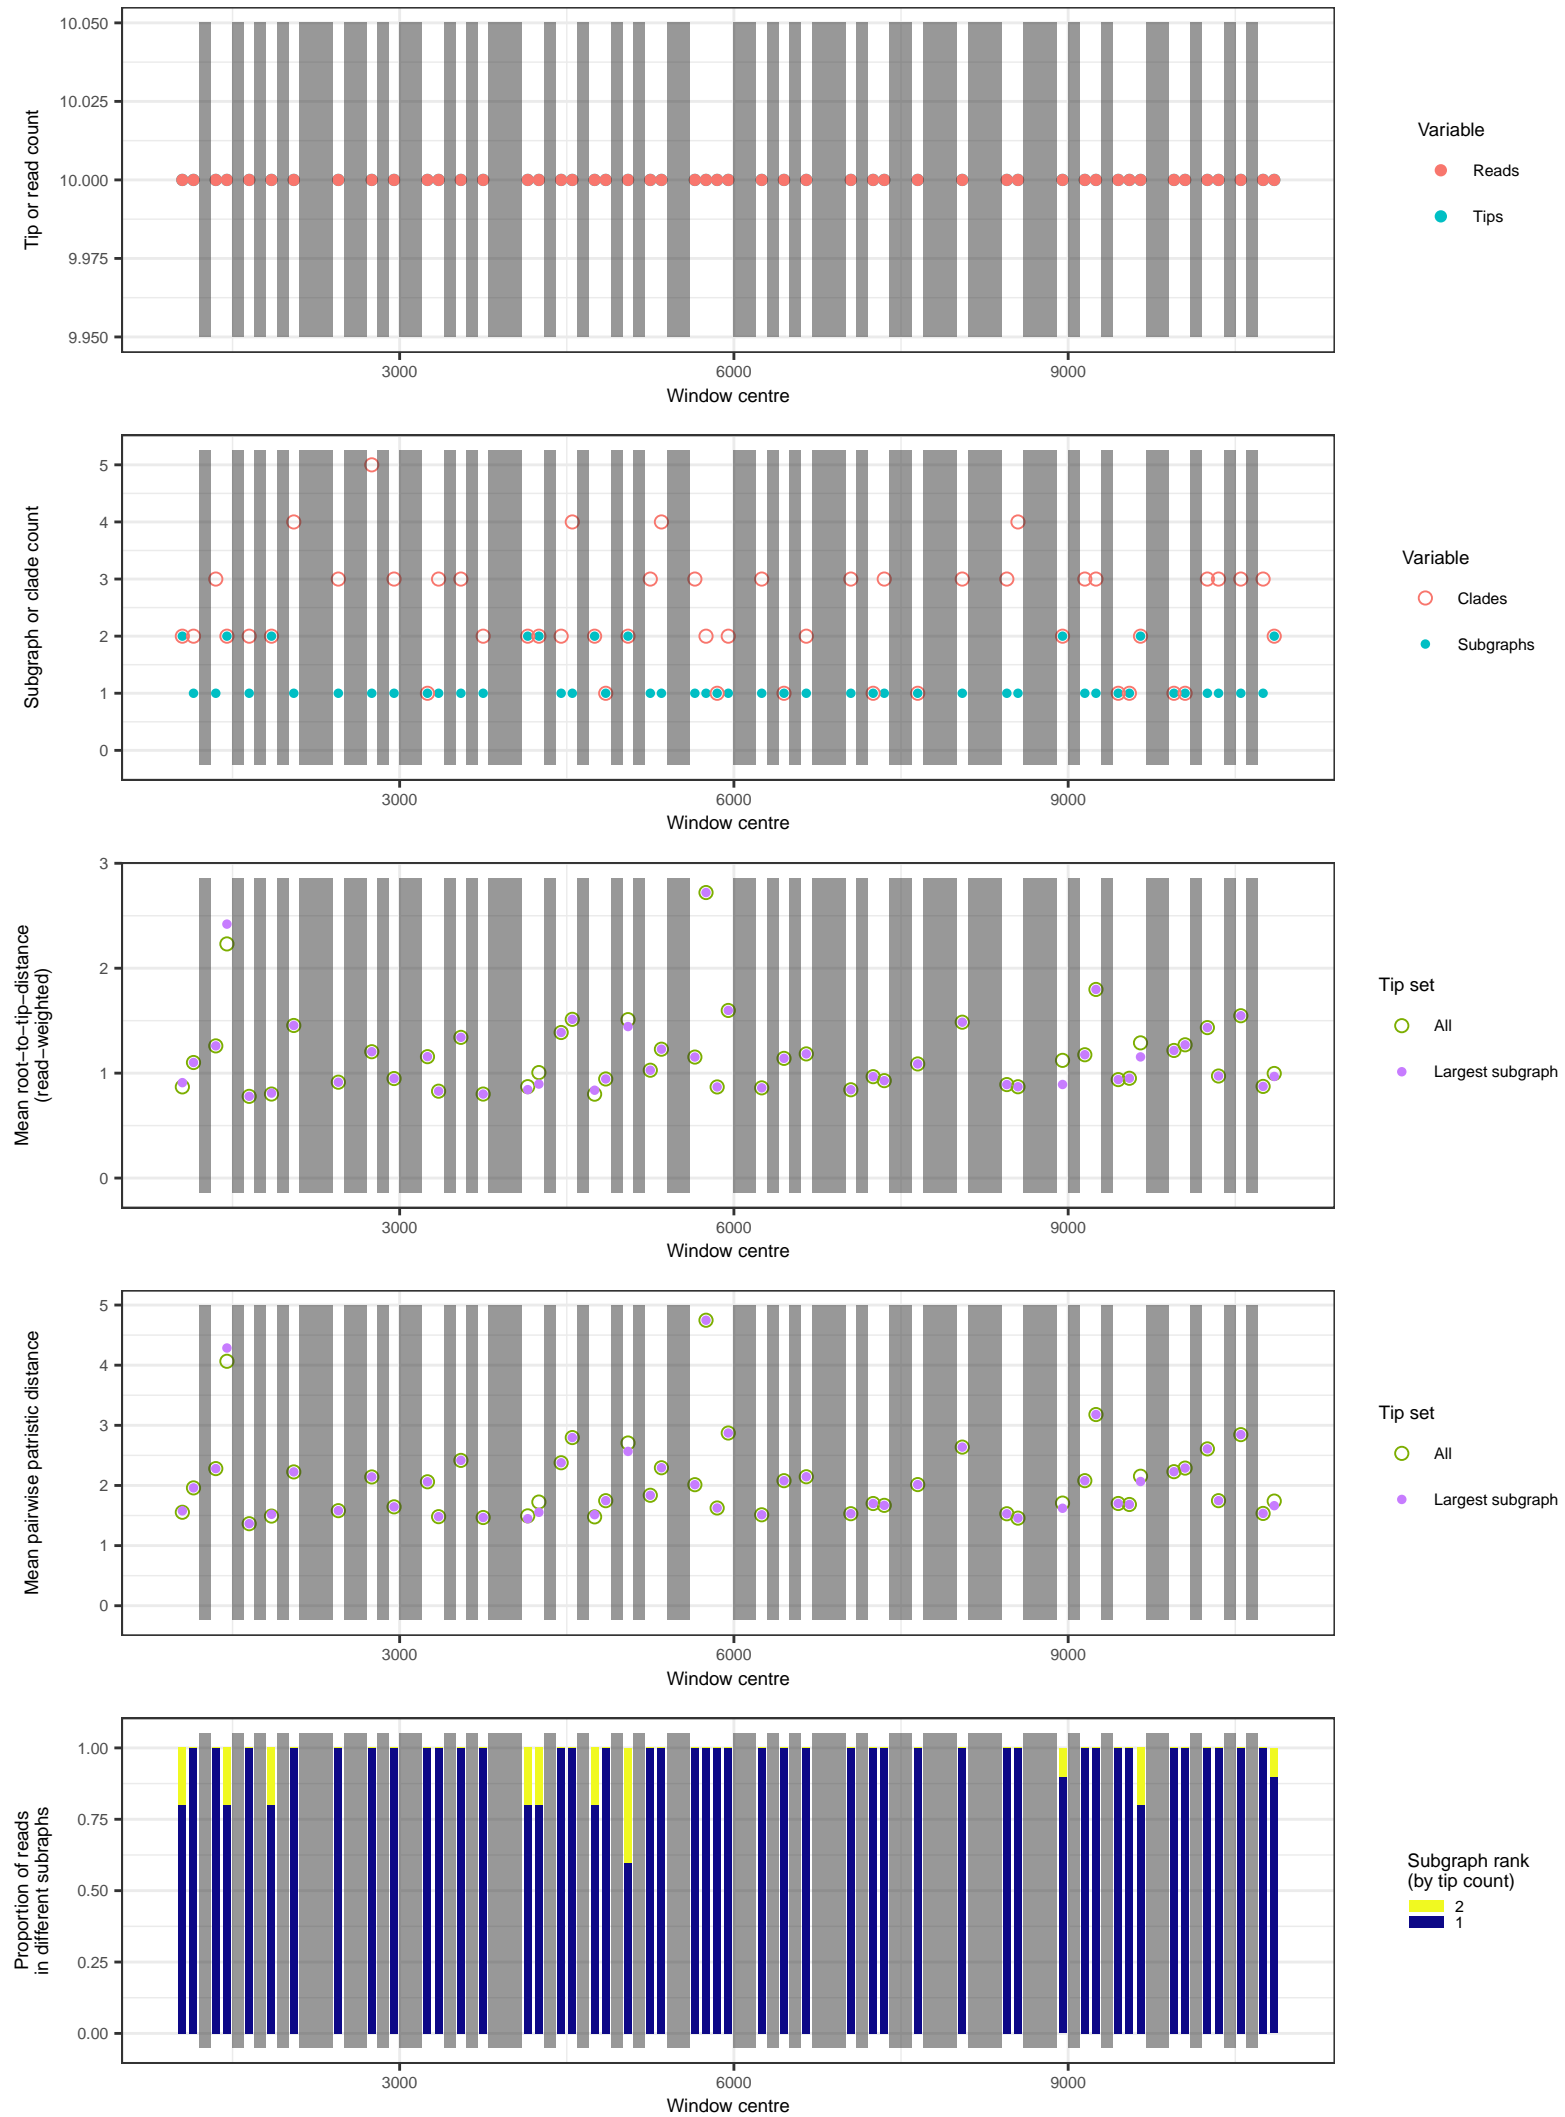 10.050
10.025
10.000
9.975
9.950
Tip or read count
3000
6000
9000
Window centre
Variable
Reads
Tips
5
4
3
2
1
0
Subgraph or clade count
3000
6000
9000
Window centre
Variable
Clades
Subgraphs
3
2
1
0
Mean root−to−tip−distance
(read−weighted)
3000
6000
9000
Window centre
Tip set
All
Largest subgraph
5
4
3
2
1
0
Mean pairwise patristic distance
3000
6000
9000
Window centre
Tip set
All
Largest subgraph
1.00
0.75
0.50
0.25
0.00
Proportion of reads
in different subraphs
3000
6000
9000
Window centre
Subgraph rank
(by tip count)
2
1